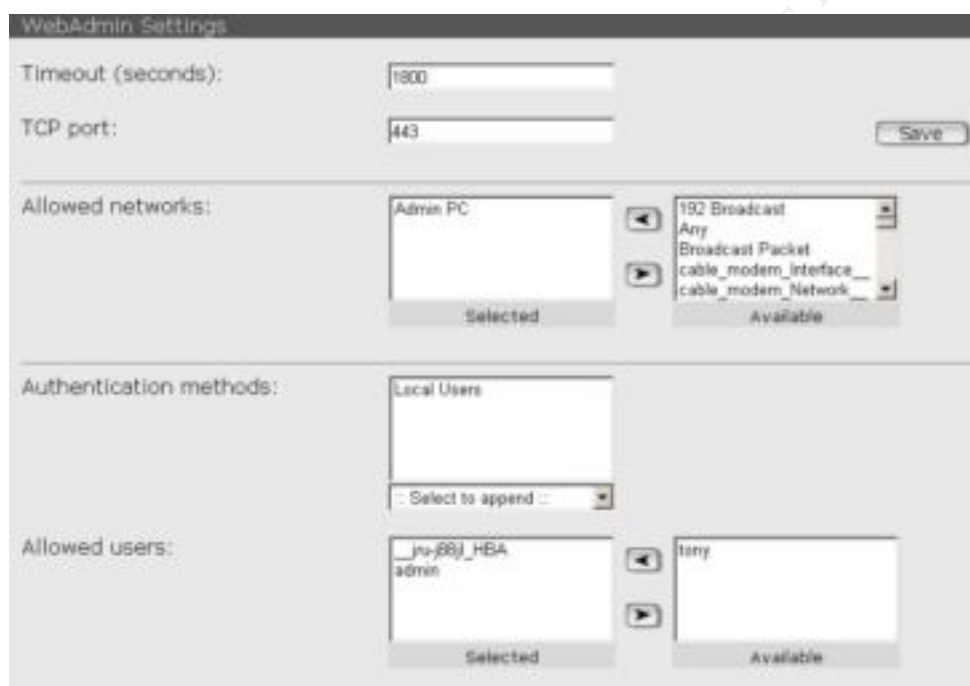 WebAdmin Settings
Timeout (seconds):
1800
TCP port:
443
Save
Allowed networks:
Admin PC
Selected
192 Broadcast
Any
Broadcast Packet
cable_modem_Interface__
cable_modem_Network__
Available
Authentication methods:
Local Users
:: Select to append ::
Allowed users:
admin
Selected
tony
Available